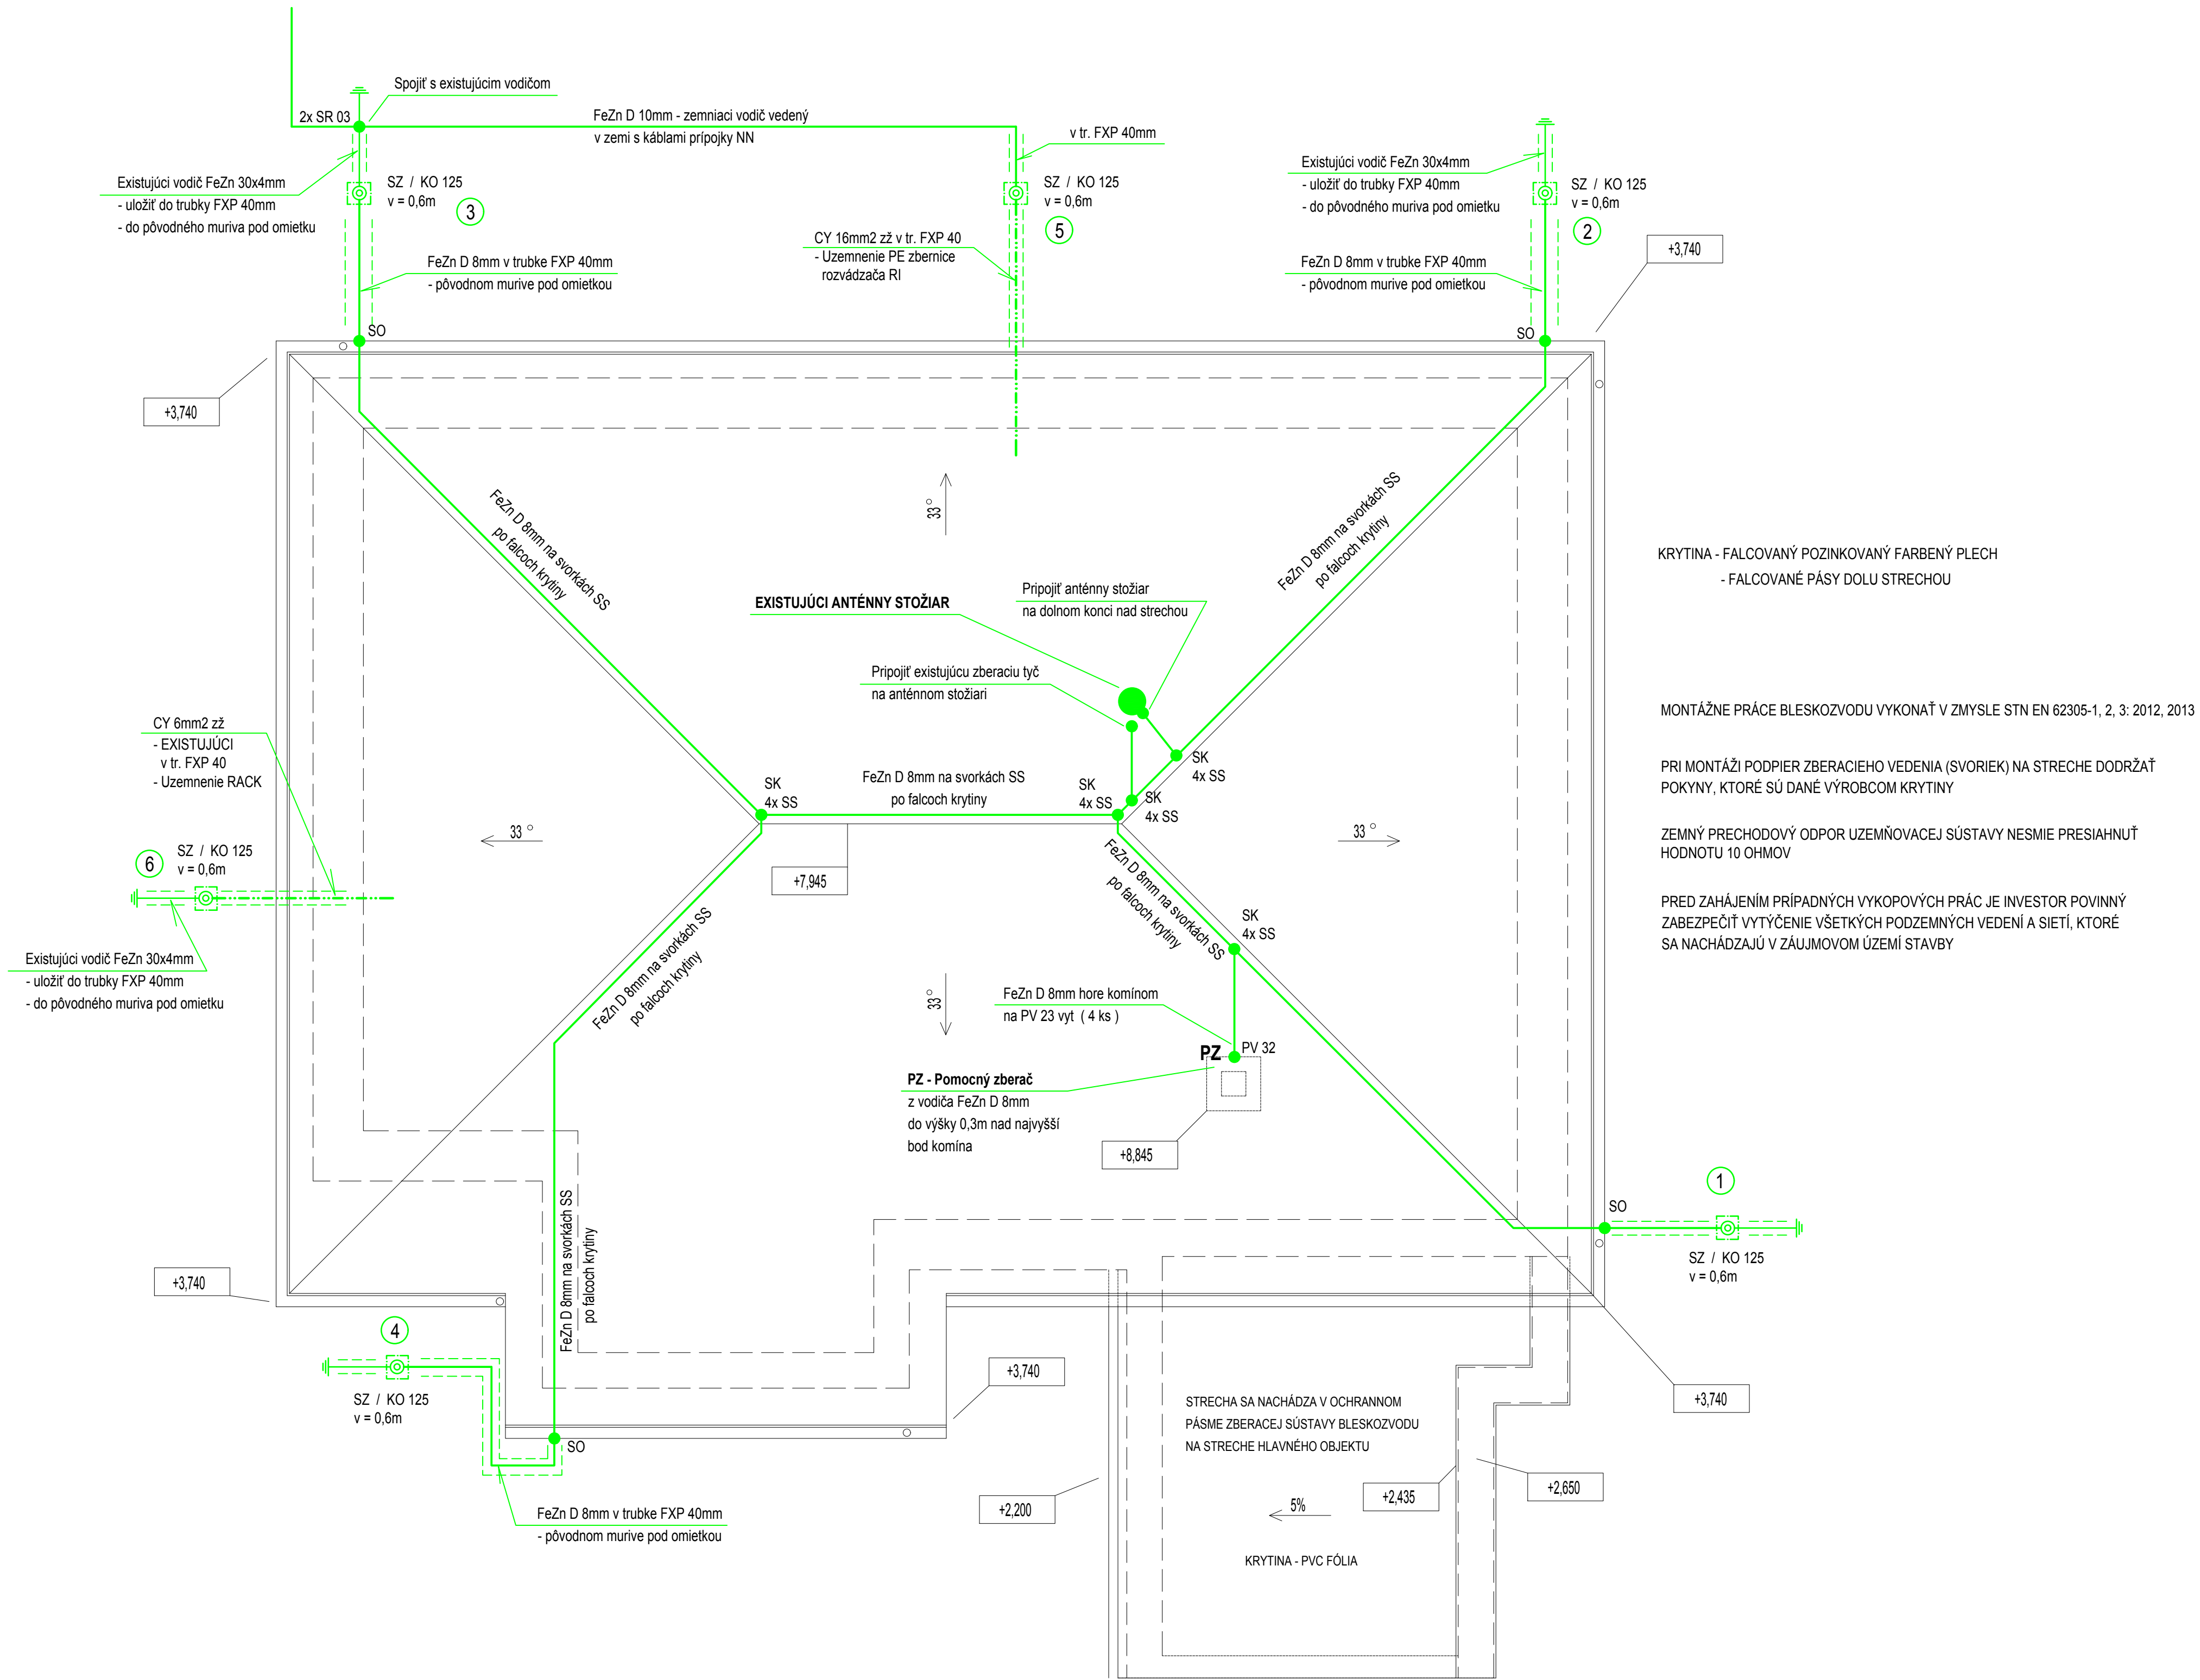 Spojiť s existujúcim vodičom
2x SR 03
FeZn D 10mm - zemniaci vodič vedený
v zemi s káblami prípojky NN
v tr. FXP 40mm
Existujúci vodič FeZn 30x4mm
- uložiť do trubky FXP 40mm
- do pôvodného muriva pod omietku
SZ / KO 125
v = 0,6m
3
SZ / KO 125
v = 0,6m
5
Existujúci vodič FeZn 30x4mm
- uložiť do trubky FXP 40mm
- do pôvodného muriva pod omietku
SZ / KO 125
v = 0,6m
2
FeZn D 8mm v trubke FXP 40mm
- pôvodnom murive pod omietkou
CY 16mm2 zž v tr. FXP 40
- Uzemnenie PE zbernice
rozvádzača RI
FeZn D 8mm v trubke FXP 40mm
- pôvodnom murive pod omietkou
+3,740
SO
SO
+3,740
FeZn D 8mm na svorkách SS
po falcoch krytiny
33 °
FeZn D 8mm na svorkách SS
po falcoch krytiny
KRYTINA - FALCOVANÝ POZINKOVANÝ FARBENÝ PLECH
- FALCOVANÉ PÁSY DOLU STRECHOU
EXISTUJÚCI ANTÉNNY STOŽIAR
Pripojiť anténny stožiar
na dolnom konci nad strechou
Pripojiť existujúcu zberaciu tyč
na anténnom stožiari
MONTÁŽNE PRÁCE BLESKOZVODU VYKONAŤ V ZMYSLE STN EN 62305-1, 2, 3: 2012, 2013
PRI MONTÁŽI PODPIER ZBERACIEHO VEDENIA (SVORIEK) NA STRECHE DODRŽAŤ
POKYNY, KTORÉ SÚ DANÉ VÝROBCOM KRYTINY
ZEMNÝ PRECHODOVÝ ODPOR UZEMŇOVACEJ SÚSTAVY NESMIE PRESIAHNUŤ
HODNOTU 10 OHMOV
PRED ZAHÁJENÍM PRÍPADNÝCH VYKOPOVÝCH PRÁC JE INVESTOR POVINNÝ
ZABEZPEČIŤ VYTÝČENIE VŠETKÝCH PODZEMNÝCH VEDENÍ A SIETÍ, KTORÉ
SA NACHÁDZAJÚ V ZÁUJMOVOM ÚZEMÍ STAVBY
CY 6mm2 zž
- EXISTUJÚCI
v tr. FXP 40
- Uzemnenie RACK
SK
4x SS
FeZn D 8mm na svorkách SS
po falcoch krytiny
SK
4x SS
SK
4x SS
SK
4x SS
33 °
33 °
6
SZ / KO 125
v = 0,6m
+7,945
FeZn D 8mm na svorkách SS
po falcoch krytiny
SK
4x SS
Existujúci vodič FeZn 30x4mm
- uložiť do trubky FXP 40mm
- do pôvodného muriva pod omietku
FeZn D 8mm na svorkách SS
po falcoch krytiny
33 °
FeZn D 8mm hore komínom
na PV 23 vyt ( 4 ks )
PZ
PV 32
PZ - Pomocný zberač
z vodiča FeZn D 8mm
do výšky 0,3m nad najvyšší
bod komína
+8,845
1
SO
SZ / KO 125
v = 0,6m
FeZn D 8mm na svorkách SS
po falcoch krytiny
+3,740
4
SZ / KO 125
v = 0,6m
+3,740
+3,740
SO
STRECHA SA NACHÁDZA V OCHRANNOM
PÁSME ZBERACEJ SÚSTAVY BLESKOZVODU
NA STRECHE HLAVNÉHO OBJEKTU
+2,200
+2,435
+2,650
5%
FeZn D 8mm v trubke FXP 40mm
- pôvodnom murive pod omietkou
KRYTINA - PVC FÓLIA